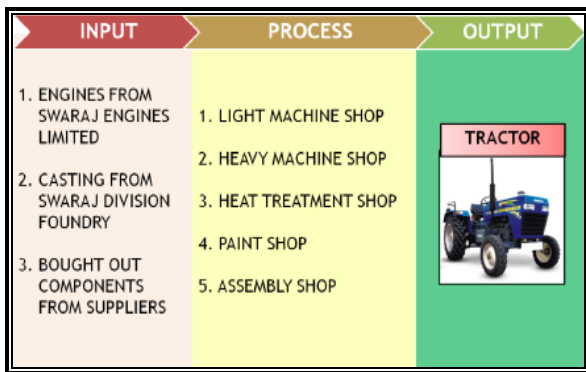 INPUT
PROCESS
OUTPUT
1. ENGINES FROM
SWARAJ ENGINES
LIMITED
2. CASTING FROM
SWARAJ DIVISION
FOUNDRY
3. BOUGHT OUT
COMPONENTS
FROM SUPPLIERS
1. LIGHT MACHINE SHOP
2. HEAVY MACHINE SHOP
3. HEAT TREATMENT SHOP
4. PAINT SHOP
5. ASSEMBLY SHOP
TRACTOR